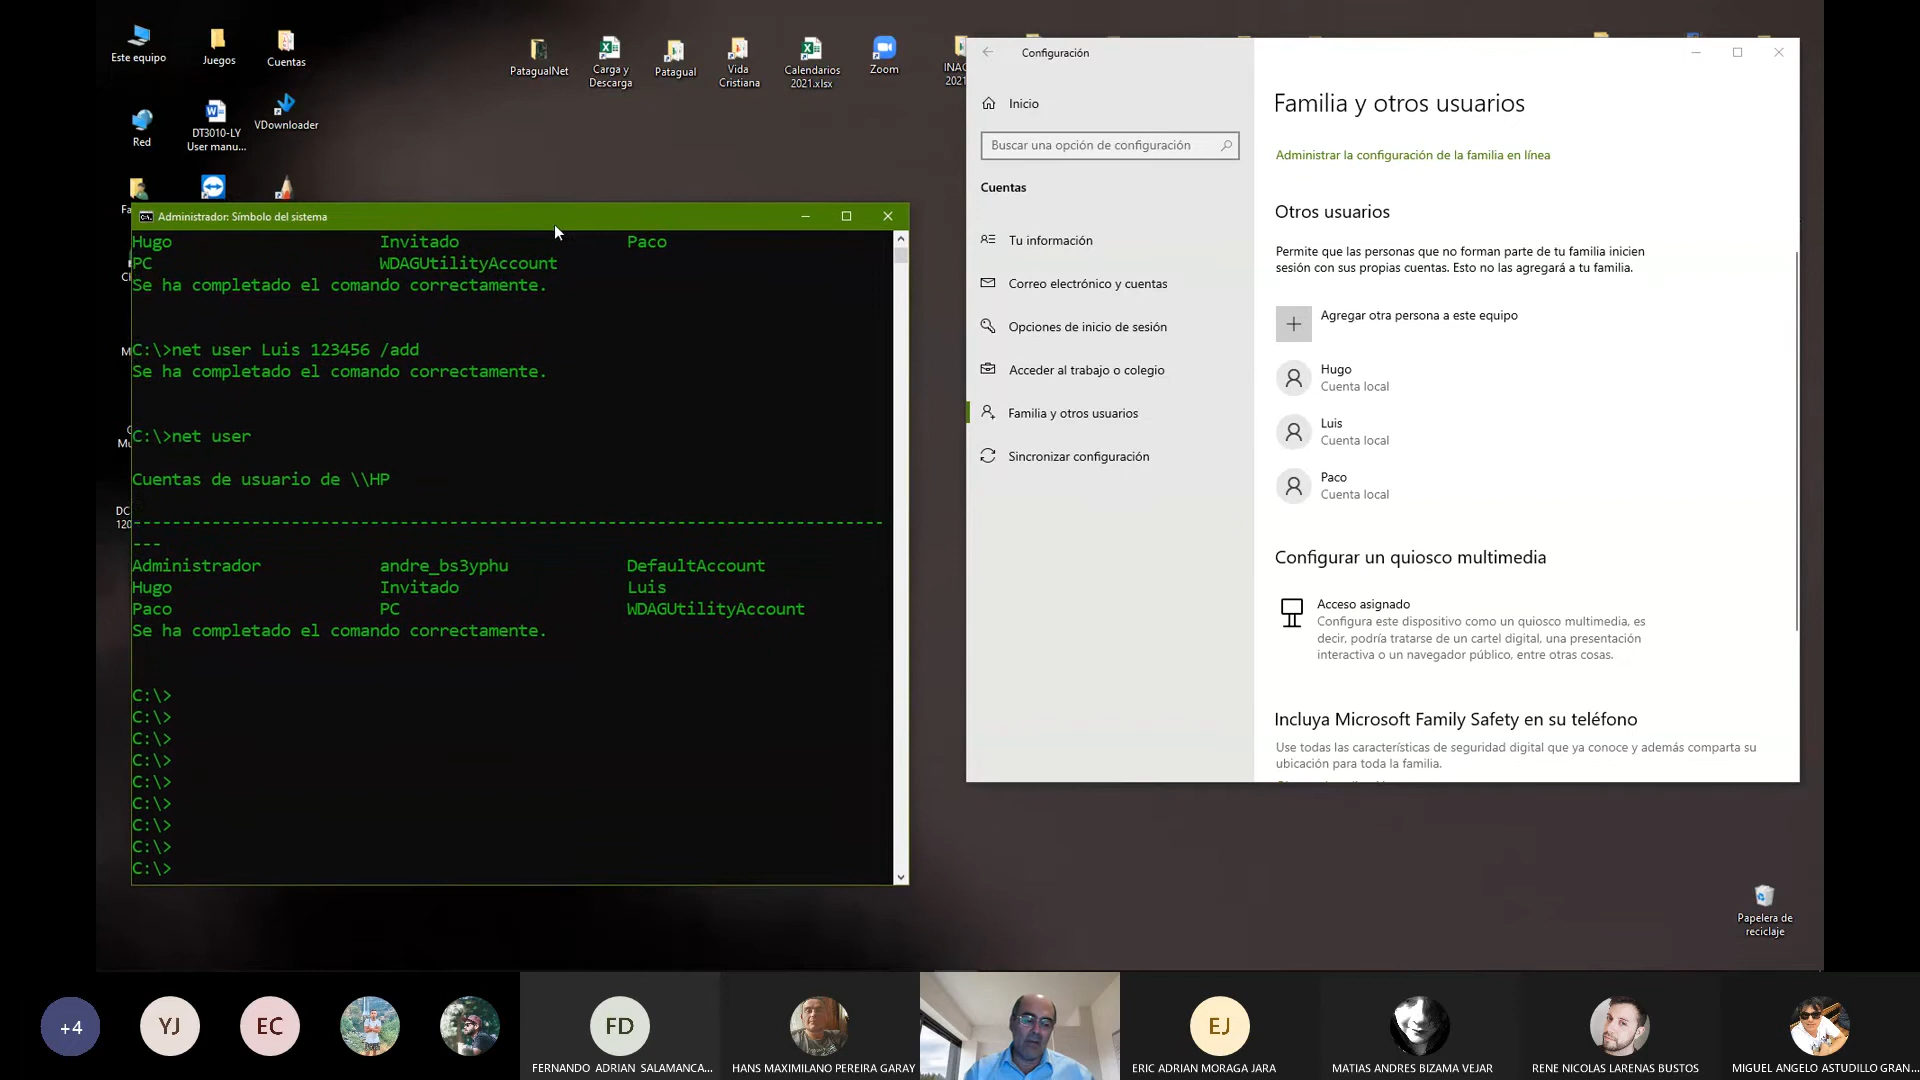 Este equipo
Juegos
Cuentas
PatagualNet
Carga y
Descarga
Patagual
Vida
Cristiana
Calendarios
2021.xlsx
Zoom
2021
Red
DT3010-LY
User manu...
VDownloader
Administrador: Símbolo del sistema
Hugo Invitado Paco
PC WDAGUtilityAccount
Se ha completado el comando correctamente.
C:\>net user Luis 123456 /add
Se ha completado el comando correctamente.
C:\>net user
Cuentas de usuario de \\HP
-------------------------------------------------------------------------------
---
Administrador andre_bs3yphu DefaultAccount
Hugo Invitado Luis
Paco PC WDAGUtilityAccount
Se ha completado el comando correctamente.
C:\>
C:\>
C:\>
C:\>
C:\>
C:\>
C:\>
C:\>
C:\>
Configuración
Inicio
Buscar una opción de configuración
Cuentas
Tu información
Correo electrónico y cuentas
Opciones de inicio de sesión
Acceder al trabajo o colegio
Familia y otros usuarios
Sincronizar configuración
Familia y otros usuarios
Administrar la configuración de la familia en línea
Otros usuarios
Permite que las personas que no forman parte de tu familia inicien
sesión con sus propias cuentas. Esto no las agregará a tu familia.
Agregar otra persona a este equipo
Hugo
Cuenta local
Luis
Cuenta local
Paco
Cuenta local
Configurar un quiosco multimedia
Acceso asignado
Configura este dispositivo como un quiosco multimedia, es
decir, podría tratarse de un cartel digital, una presentación
interactiva o un navegador público, entre otras cosas.
Incluya Microsoft Family Safety en su teléfono
Use todas las características de seguridad digital que ya conoce y además comparta su
ubicación para toda la familia.
Papelera de
reciclaje
+4
YJ
EC
FD
EJ
FERNANDO ADRIAN SALAMANCA...
HANS MAXIMILANO PEREIRA GARAY
ERIC ADRIAN MORAGA JARA
MATIAS ANDRES BIZAMA VEJAR
RENE NICOLAS LARENAS BUSTOS
MIGUEL ANGELO ASTUDILLO GRAN...